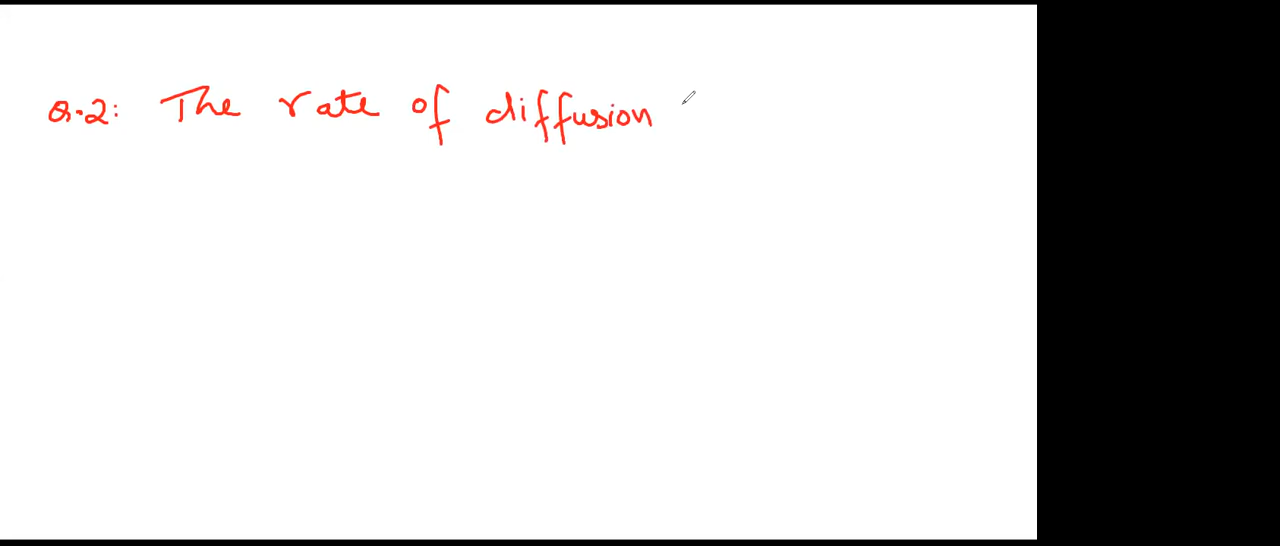 Q.2: The rate of diffusion